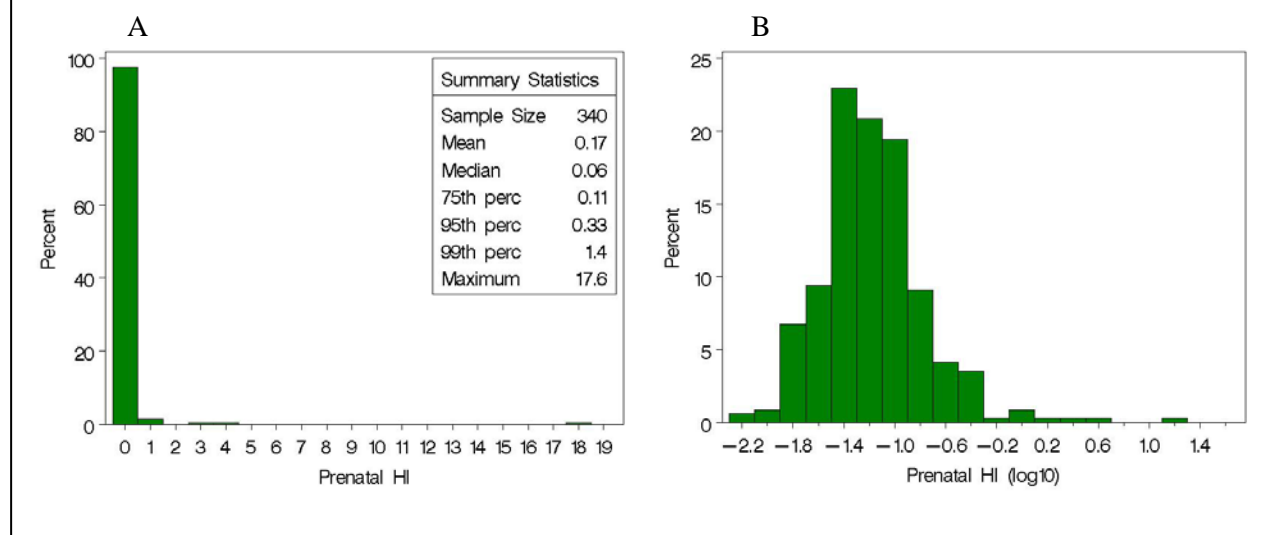 A
B
Percent
100
80
60
40
20
0
Summary Statistics
Sample Size 340
Mean 0.17
Median 0.06
75th perc 0.11
95th perc 0.33
99th perc 1.4
Maximum 17.6
0 1 2 3 4 5 6 7 8 9 10 11 12 13 14 15 16 17 18 19
Prenatal HI
Percent
25
20
15
10
5
0
−2.2 −1.8 −1.4 −1.0 −0.6 −0.2 0.2 0.6 1.0 1.4
Prenatal HI (log10)